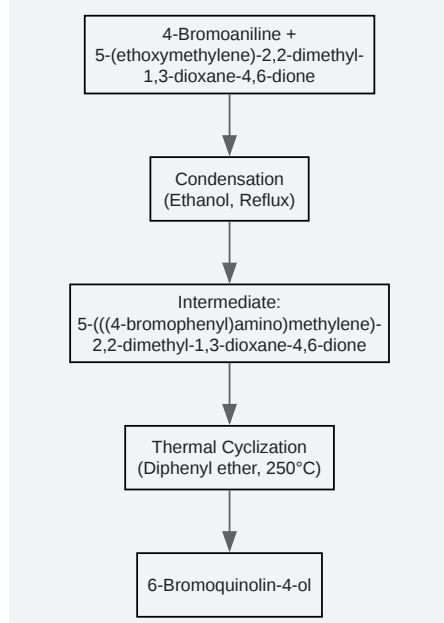 4-Bromoaniline +
5-(ethoxymethylene)-2,2-dimethyl-
1,3-dioxane-4,6-dione
Condensation
(Ethanol, Reflux)
Intermediate:
5-(((4-bromophenyl)amino)methylene)-
2,2-dimethyl-1,3-dioxane-4,6-dione
Thermal Cyclization
(Diphenyl ether, 250°C)
6-Bromoquinolin-4-ol